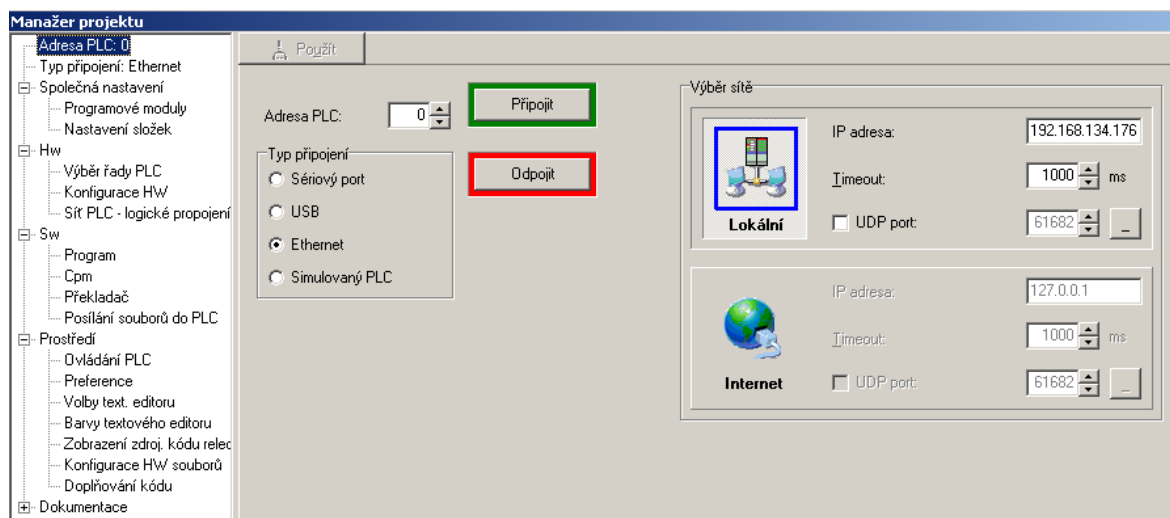 Manažer projektu
Adresa PLC: 0
Typ připojení: Ethernet
Společná nastavení
Programové moduly
Nastavení složek
Hw
Výběr řady PLC
Konfigurace HW
Síť PLC - logické propojení
Sw
Program
Cpm
Překladač
Posílání souborů do PLC
Prostředí
Ovládání PLC
Preference
Volby text. editoru
Barvy textového editoru
Zobrazení zdroj. kódu relec
Konfigurace HW souborů
Doplňování kódu
Dokumentace
Použít
Adresa PLC: 0
Připojit
Typ připojení
Sériový port
USB
Ethernet
Simulovaný PLC
Odpojit
Výběr sítě
Lokální
IP adresa: 192.168.134.176
Timeout: 1000 ms
UDP port: 61682 _
Internet
IP adresa: 127.0.0.1
Timeout: 1000 ms
UDP port: 61682 _